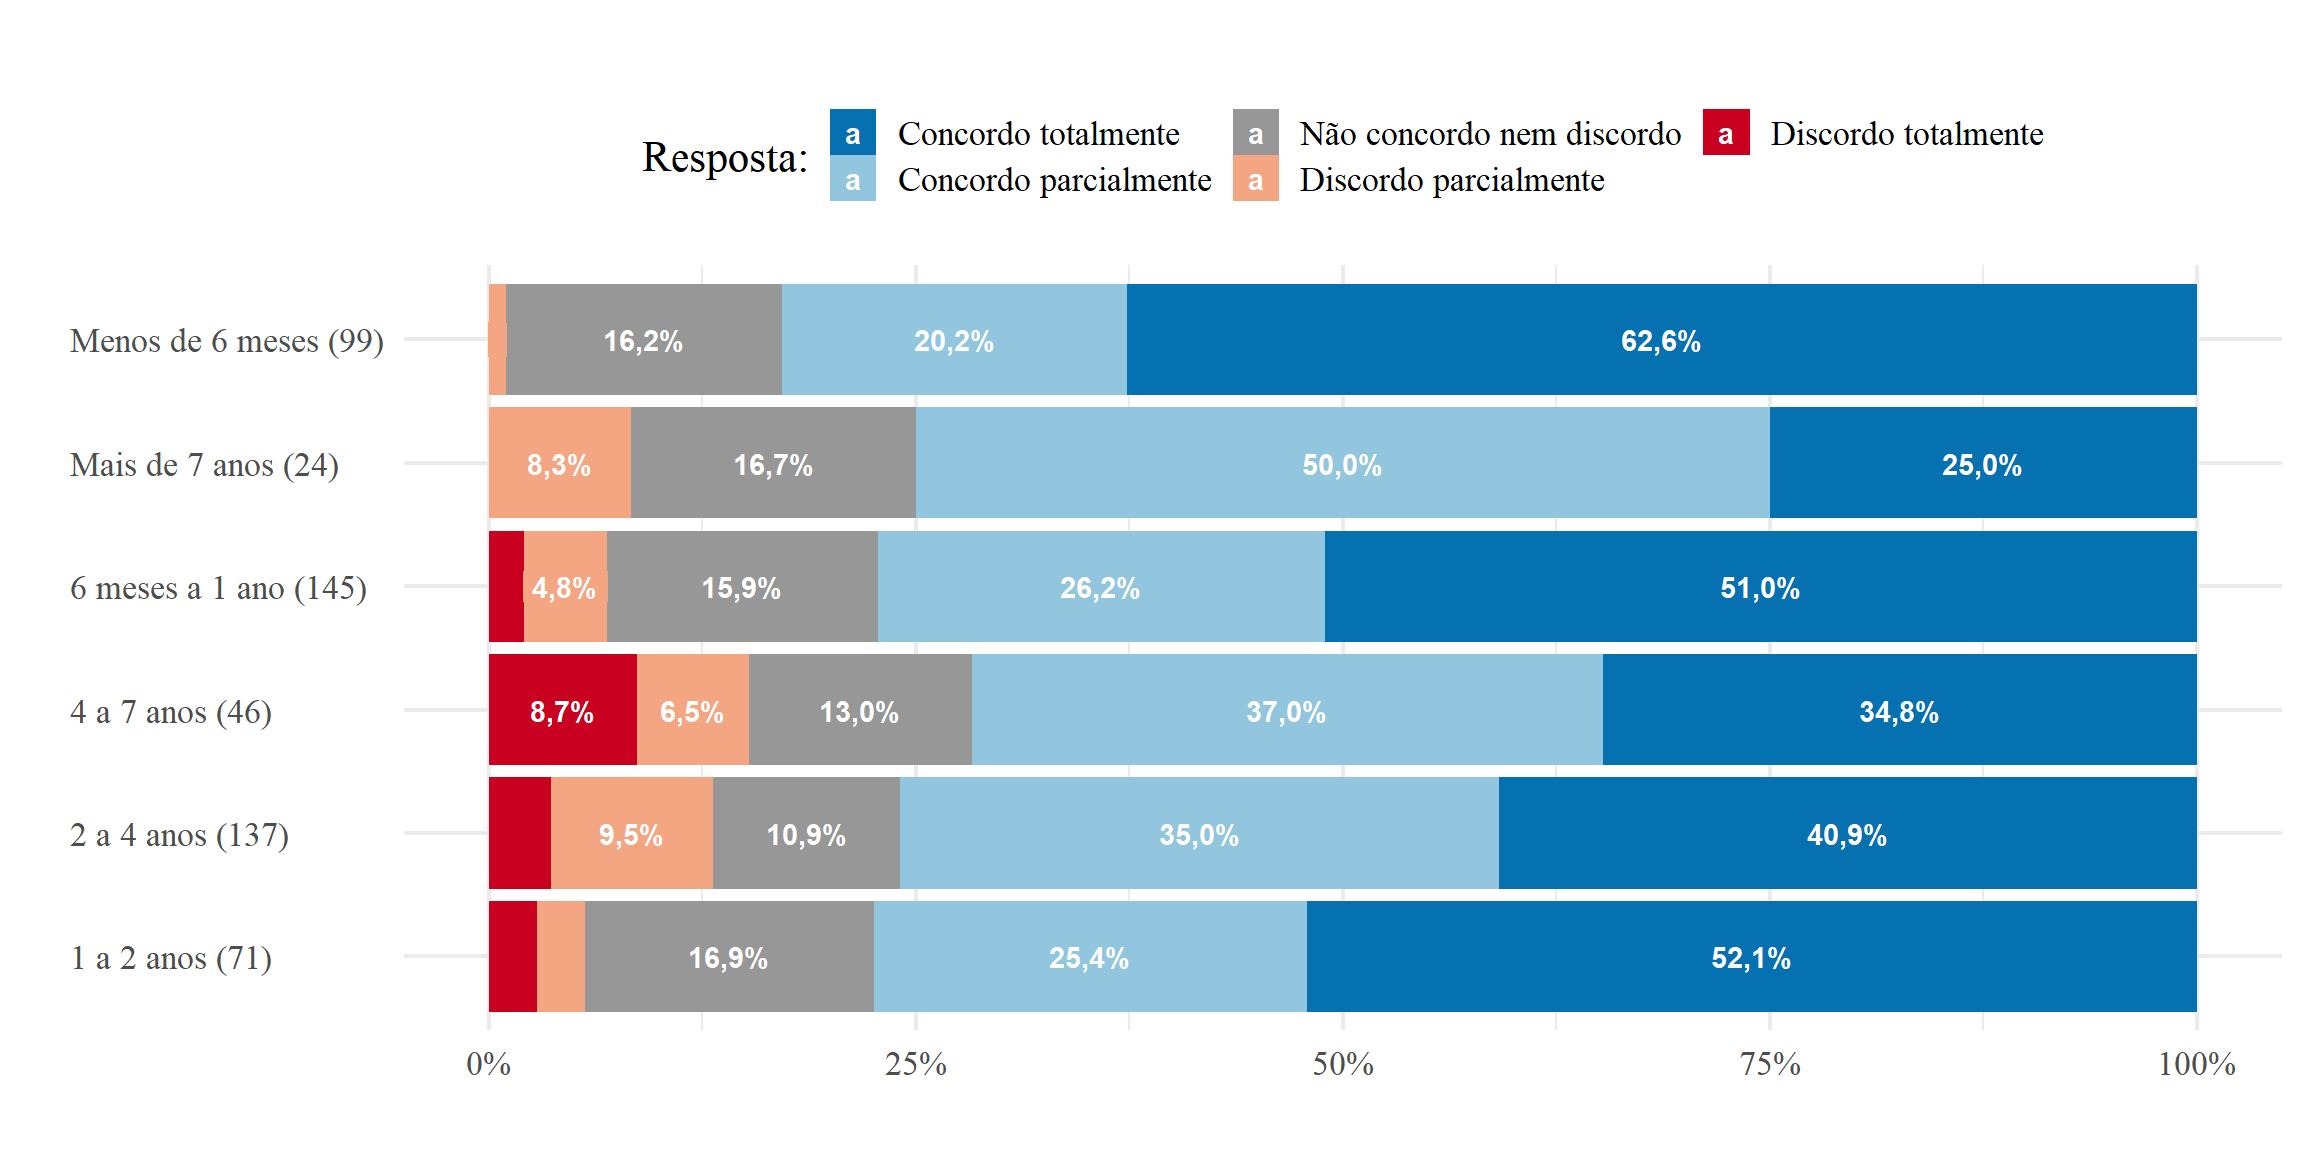 Resposta:
a Concordo totalmente
a Concordo parcialmente
a Não concordo nem discordo
a Discordo parcialmente
a Discordo totalmente
Menos de 6 meses (99) 16,2% 20,2% 62,6%
Mais de 7 anos (24) 8,3% 16,7% 50,0% 25,0%
6 meses a 1 ano (145) 4,8% 15,9% 26,2% 51,0%
4 a 7 anos (46) 8,7% 6,5% 13,0% 37,0% 34,8%
2 a 4 anos (137) 9,5% 10,9% 35,0% 40,9%
1 a 2 anos (71) 16,9% 25,4% 52,1%
0% 25% 50% 75% 100%